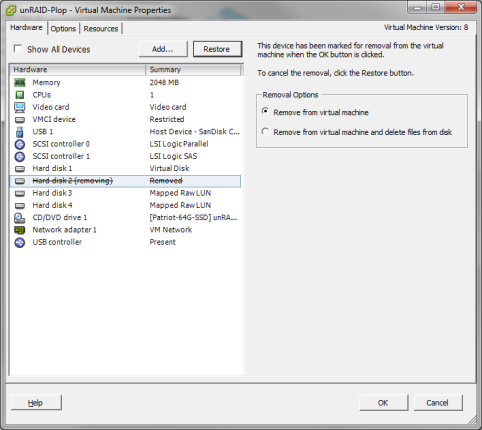 unRAID-Plop - Virtual Machine Properties
Hardware Options Resources Virtual Machine Version: 8
Show All Devices Add... Restore
Hardware Summary
Memory 2048 MB
CPUs 1
Video card Video card
VMCI device Restricted
USB 1 Host Device - SanDisk C...
SCSI controller 0 LSI Logic Parallel
SCSI controller 1 LSI Logic SAS
Hard disk 1 Virtual Disk
Hard disk 2 (removing) Removed
Hard disk 3 Mapped Raw LUN
Hard disk 4 Mapped Raw LUN
CD/DVD drive 1 [Patriot-64G-SSD] unRA...
Network adapter 1 VM Network
USB controller Present
This device has been marked for removal from the virtual
machine when the OK button is clicked.
To cancel the removal, click the Restore button.
Removal Options
Remove from virtual machine
Remove from virtual machine and delete files from disk
Help OK Cancel